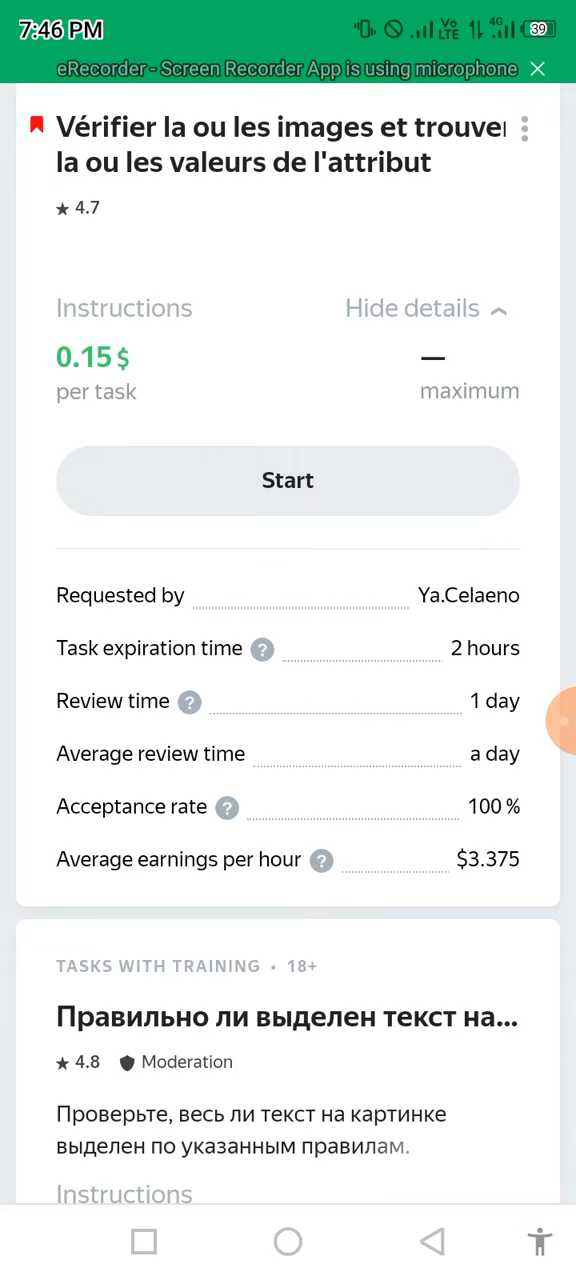 7:46 PM
Vo
LTE
4G
39
eRecorder - Screen Recorder App is using microphone
Vérifier la ou les images et trouver
la ou les valeurs de l'attribut
★ 4.7
Instructions
Hide details
0.15 $
—
per task
maximum
Start
Requested by
Ya.Celaeno
Task expiration time ?
2 hours
Review time ?
1 day
Average review time
a day
Acceptance rate ?
100 %
Average earnings per hour ?
$3.375
TASKS WITH TRAINING • 18+
Правильно ли выделен текст на...
★ 4.8 Moderation
Проверьте, весь ли текст на картинке
выделен по указанным правилам.
Instructions